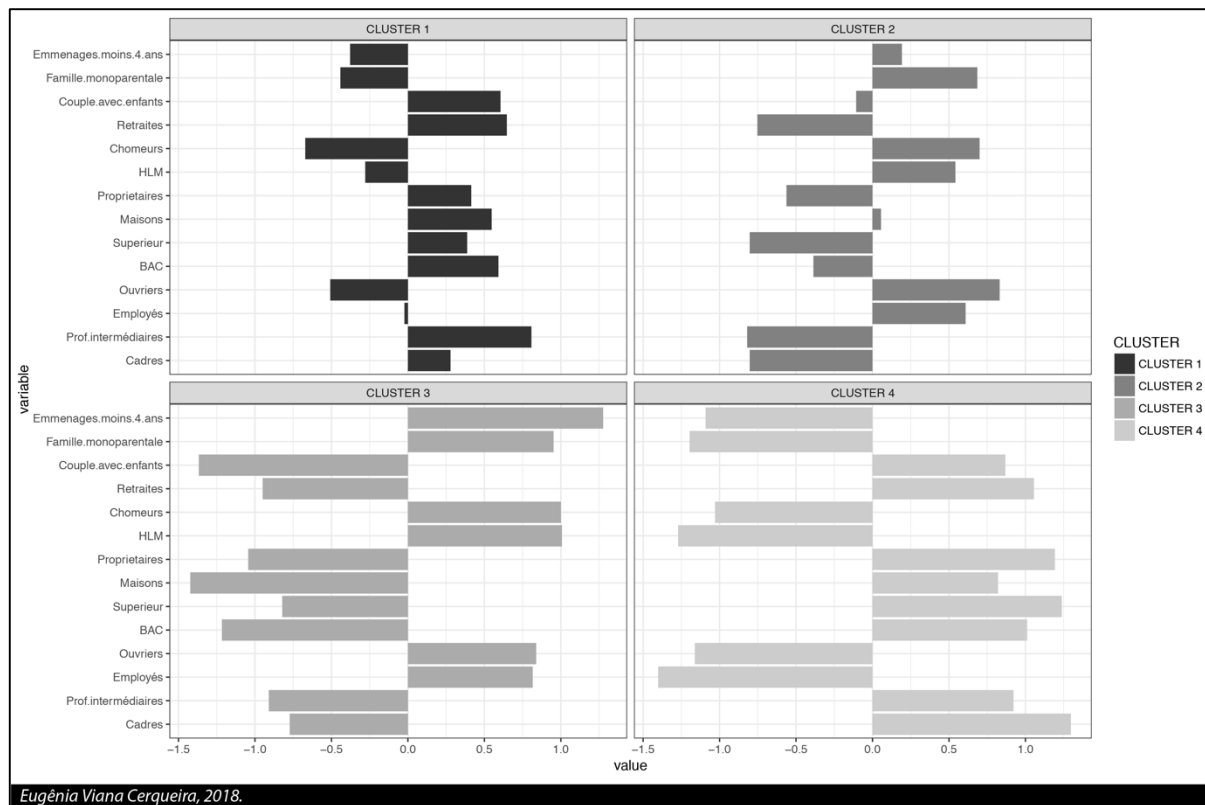 CLUSTER 1
CLUSTER 2
Emmenages.moins.4.ans
Famille.monoparentale
Couple.avec.enfants
Retraites
Chomeurs
HLM
Proprietaires
Maisons
Superieur
BAC
Ouvriers
Employés
Prof.intermédiaires
Cadres
variable
CLUSTER 3
CLUSTER 4
Emmenages.moins.4.ans
Famille.monoparentale
Couple.avec.enfants
Retraites
Chomeurs
HLM
Proprietaires
Maisons
Superieur
BAC
Ouvriers
Employés
Prof.intermédiaires
Cadres
−1.5 −1.0 −0.5 0.0 0.5 1.0 −1.5 −1.0 −0.5 0.0 0.5 1.0
value
CLUSTER
CLUSTER 1
CLUSTER 2
CLUSTER 3
CLUSTER 4
Eugênia Viana Cerqueira, 2018.